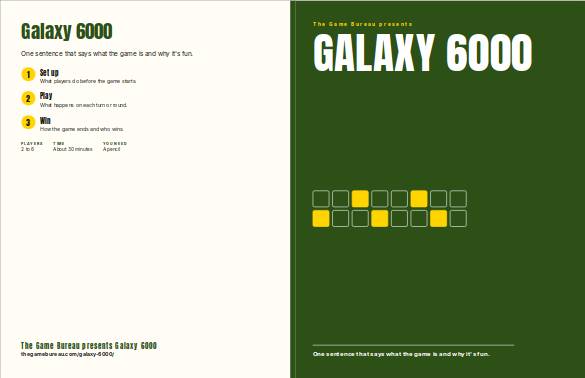 Galaxy 6000
One sentence that says what the game is and why it's fun.
1 Set up
What players do before the game starts.
2 Play
What happens on each turn or round.
3 Win
How the game ends and who wins.
PLAYERS TIME YOU NEED
2 to 6 About 30 minutes A pencil
The Game Bureau presents Galaxy 6000
thegamebureau.com/galaxy-6000/
The Game Bureau presents
GALAXY 6000
One sentence that says what the game is and why it's fun.